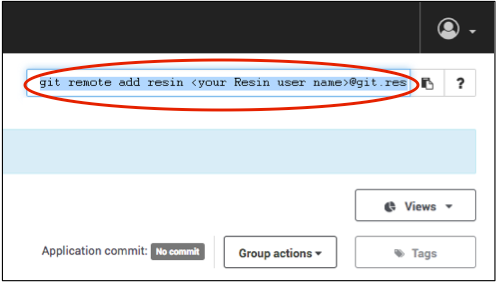 git remote add resin <your Resin user name>@git.res
?
Views
Application commit: No commit
Group actions
Tags